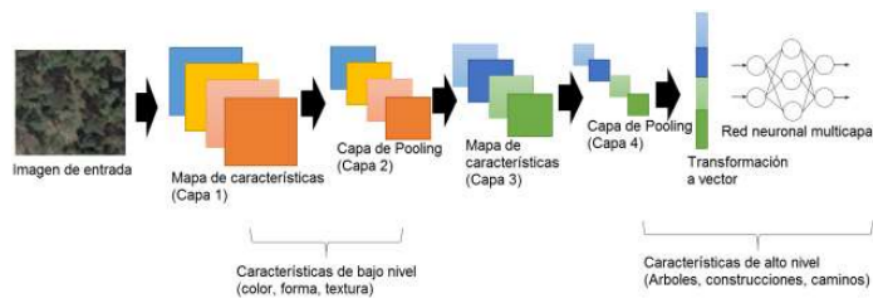 Imagen de entrada
Mapa de características
(Capa 1)
Capa de Pooling
(Capa 2)
Mapa de
características
(Capa 3)
Capa de Pooling
(Capa 4)
Transformación
a vector
Red neuronal multicapa
Características de bajo nivel
(color, forma, textura)
Características de alto nivel
(Arboles, construcciones, caminos)